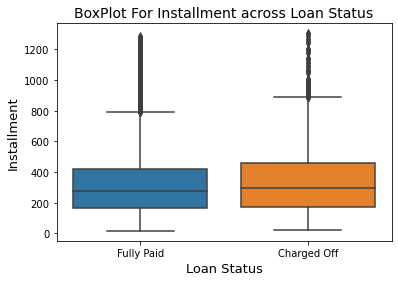 BoxPlot For Installment across Loan Status
1200
1000
800
600
400
200
0
Installment
Fully Paid
Charged Off
Loan Status